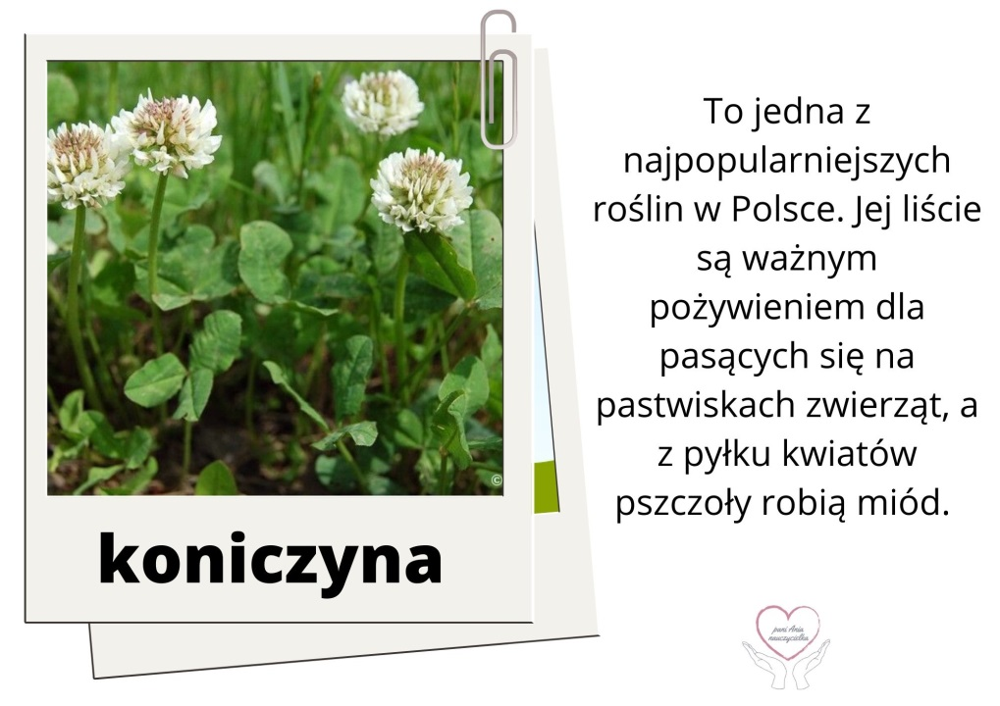 ©
koniczyna
To jedna z
najpopularniejszych
roślin w Polsce. Jej liście
są ważnym
pożywieniem dla
pasących się na
pastwiskach zwierząt, a
z pyłku kwiatów
pszczoły robią miód.
pani Ania
nauczycielka